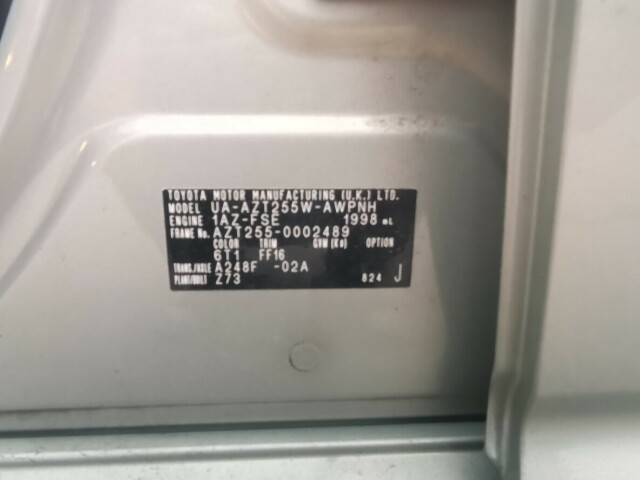 TOYOTA MOTOR MANUFACTURING (U.K.) LTD.
MODEL UA-AZT255W-AWPNH
ENGINE 1AZ-FSE 1998 mL
FRAME No. AZT255-0002489
COLOR TRIM GVM (Kg) OPTION
6T1 FF16
TRANS./AXLE A248F -02A
PLANT/BUILT Z73 824 J